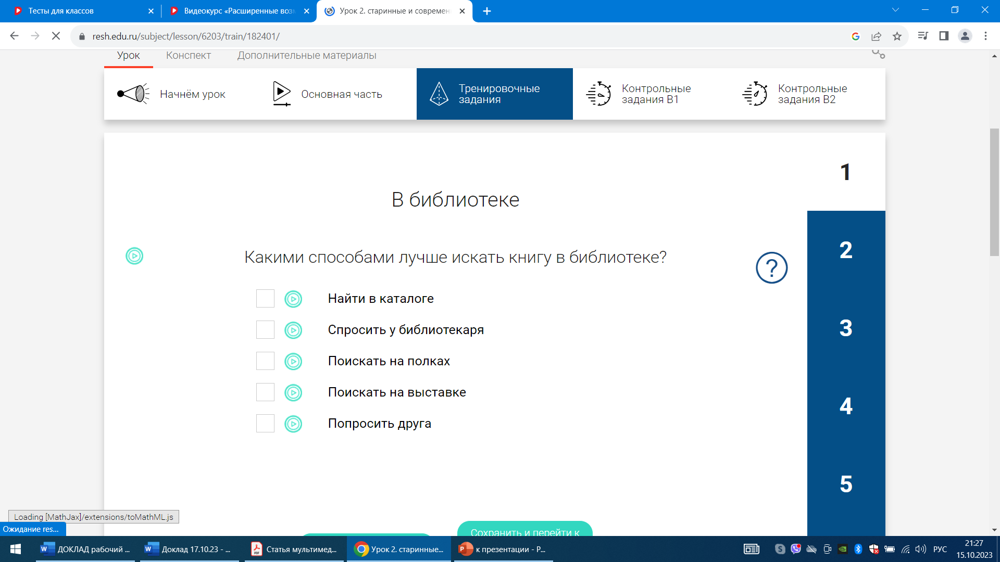 Тесты для классов
Видеокурс «Расширенные воз
Урок 2. старинные и современ
resh.edu.ru/subject/lesson/6203/train/182401/
Урок
Конспект
Дополнительные материалы
Начнём урок
Основная часть
Тренировочные
задания
Контрольные
задания В1
Контрольные
задания В2
1
В библиотеке
2
Какими способами лучше искать книгу в библиотеке?
?
Найти в каталоге
Спросить у библиотекаря
3
Поискать на полках
Поискать на выставке
4
Попросить друга
5
Loading [MathJax]/extensions/toMathML.js
Ожидание res...
Сохранить и перейти к
ДОКЛАД рабочий ...
Доклад 17.10.23 - ...
Статья мультимед...
Урок 2. старинные...
к презентации - P...
РУС
21:27
15.10.2023